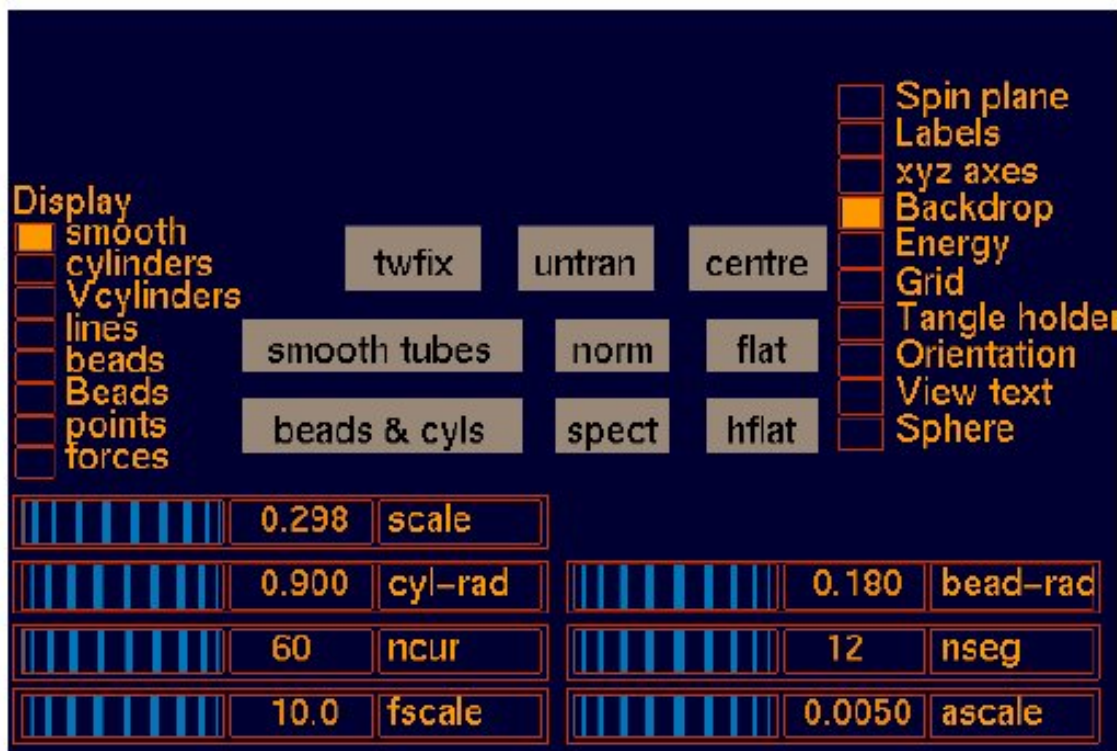 Display
smooth
cylinders
Vcylinders
lines
beads
Beads
points
forces
twfix untran centre
smooth tubes norm flat
beads & cyls spect hflat
Spin plane
Labels
xyz axes
Backdrop
Energy
Grid
Tangle holder
Orientation
View text
Sphere
0.298 scale
0.900 cyl-rad 0.180 bead-rad
60 ncur 12 nseg
10.0 fscale 0.0050 ascale